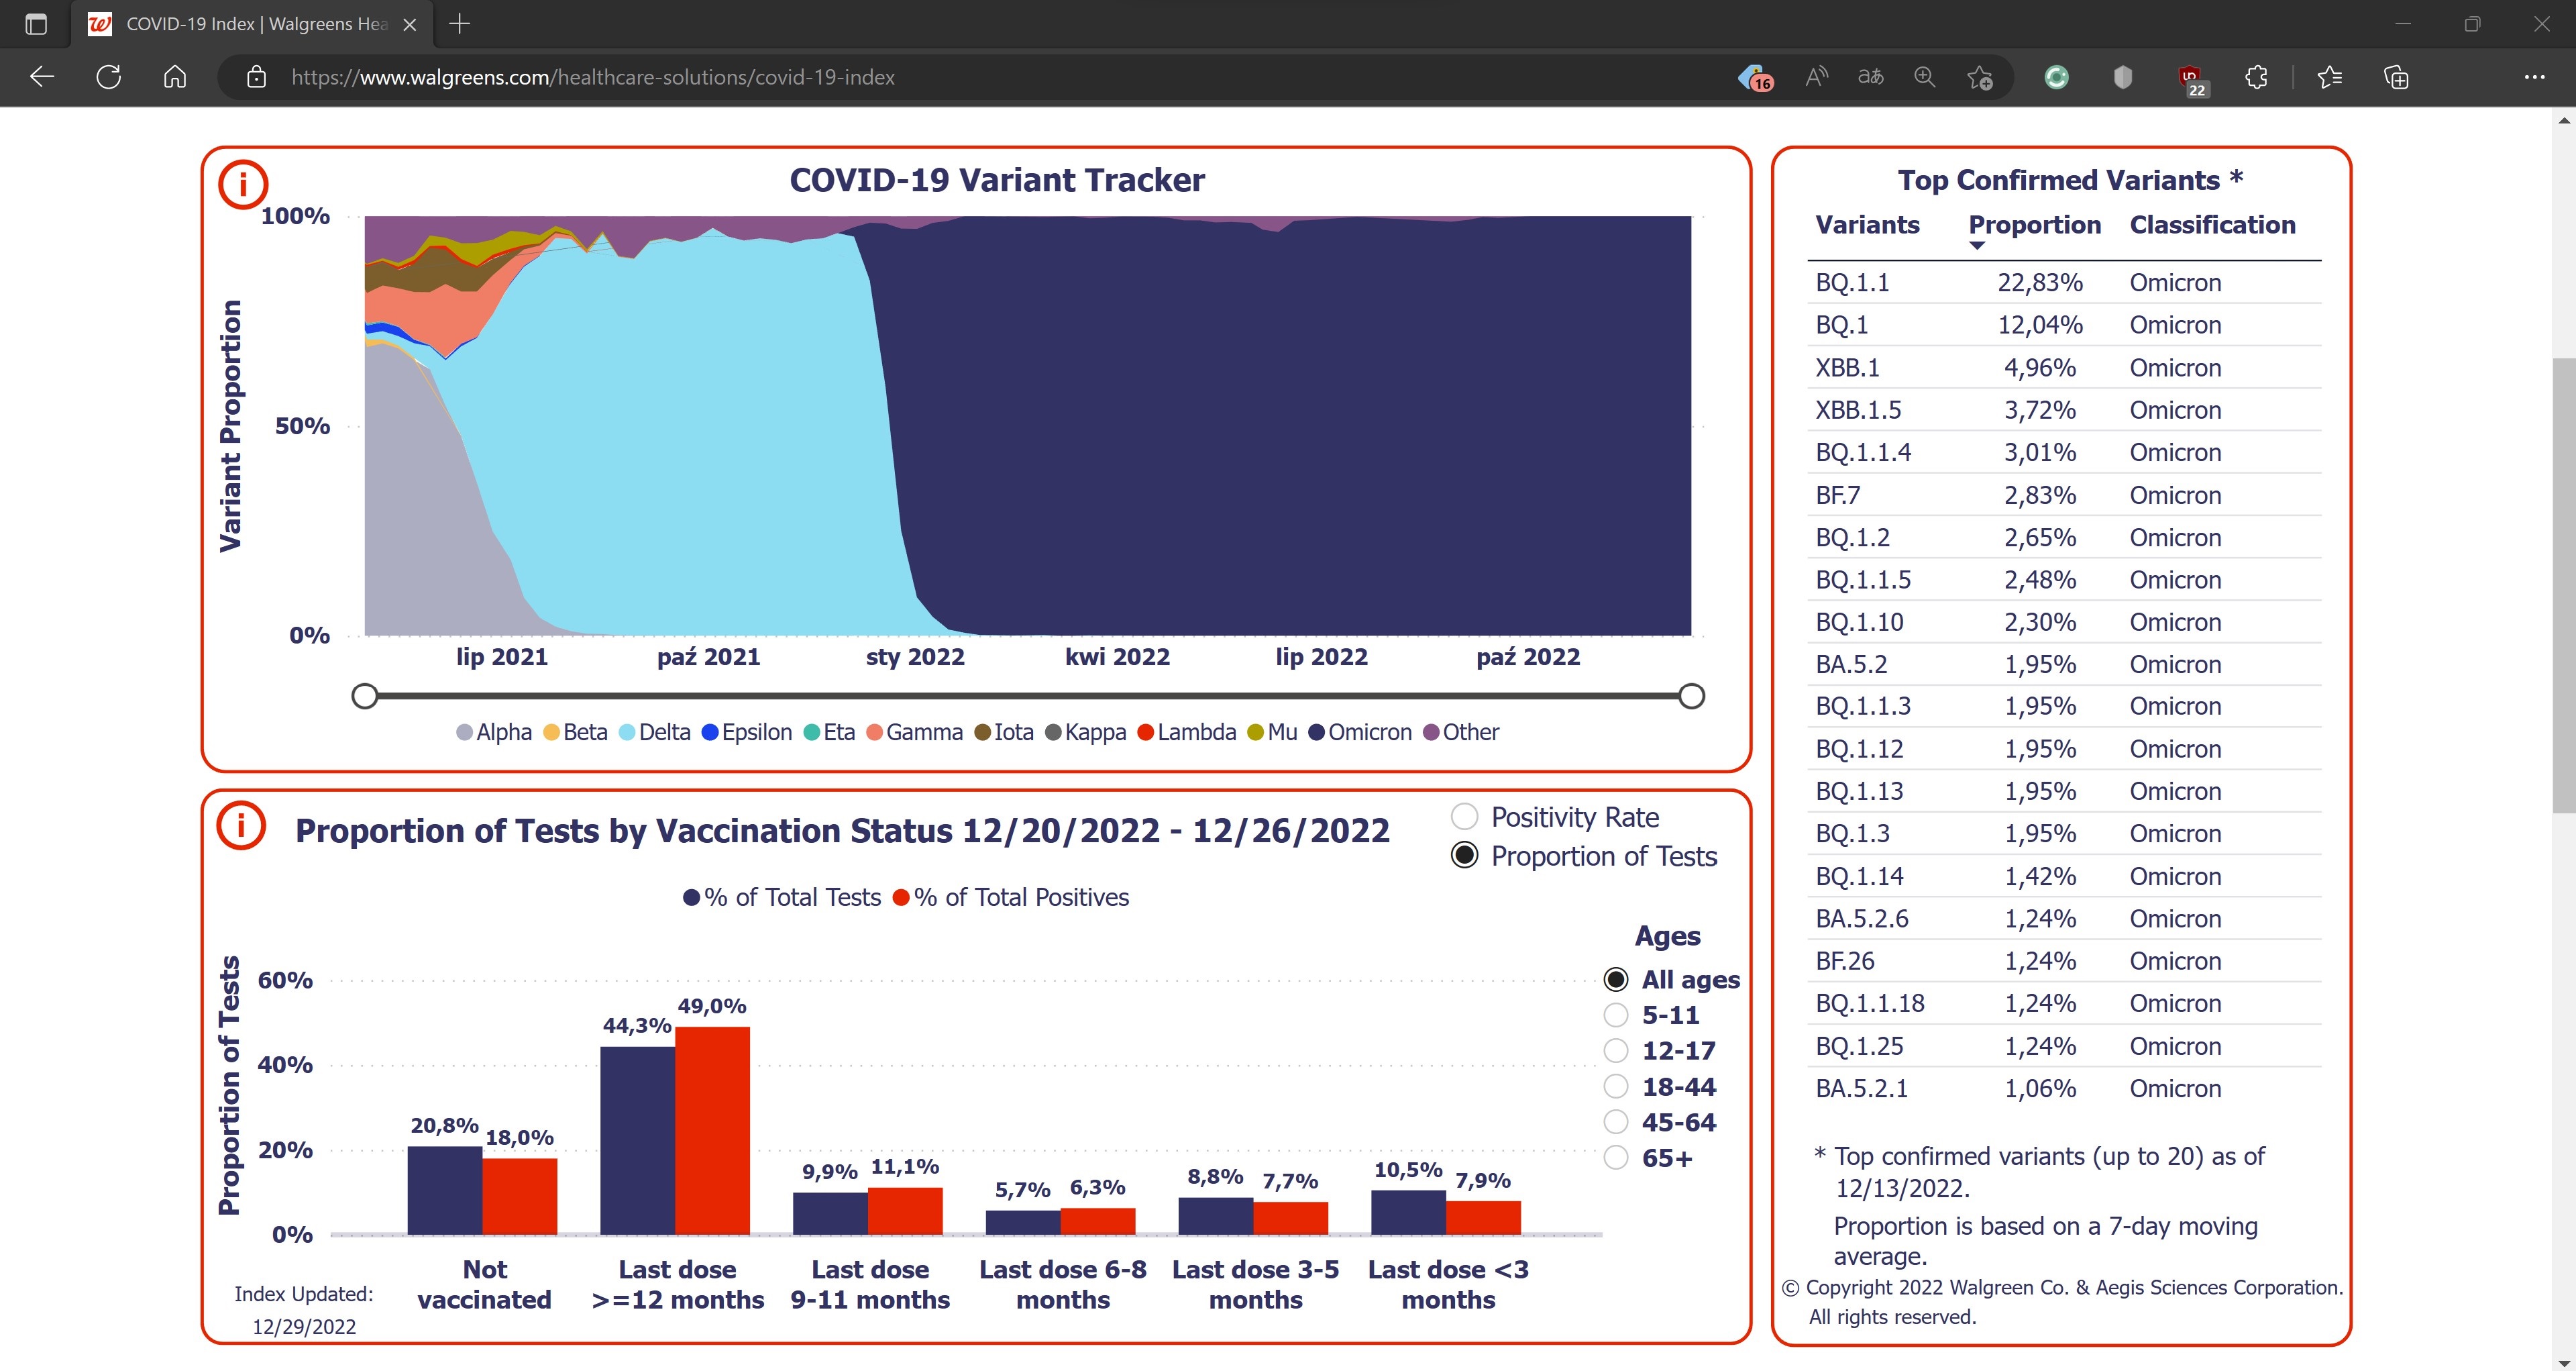 COVID-19 Index | Walgreens Hea
https://www.walgreens.com/healthcare-solutions/covid-19-index
16
22
COVID-19 Variant Tracker
Variant Proportion
100%
50%
0%
lip 2021 paź 2021 sty 2022 kwi 2022 lip 2022 paź 2022
Alpha Beta Delta Epsilon Eta Gamma Iota Kappa Lambda Mu Omicron Other
Proportion of Tests by Vaccination Status 12/20/2022 - 12/26/2022
Positivity Rate
Proportion of Tests
% of Total Tests % of Total Positives
Ages
All ages
5-11
12-17
18-44
45-64
65+
Proportion of Tests
60%
40%
20%
0%
20,8% 18,0%
44,3% 49,0%
9,9% 11,1%
5,7% 6,3%
8,8% 7,7%
10,5% 7,9%
Not
vaccinated
Last dose
>=12 months
Last dose
9-11 months
Last dose 6-8
months
Last dose 3-5
months
Last dose <3
months
Index Updated:
12/29/2022
Top Confirmed Variants *
Variants Proportion Classification
BQ.1.1 22,83% Omicron
BQ.1 12,04% Omicron
XBB.1 4,96% Omicron
XBB.1.5 3,72% Omicron
BQ.1.1.4 3,01% Omicron
BF.7 2,83% Omicron
BQ.1.2 2,65% Omicron
BQ.1.1.5 2,48% Omicron
BQ.1.10 2,30% Omicron
BA.5.2 1,95% Omicron
BQ.1.1.3 1,95% Omicron
BQ.1.12 1,95% Omicron
BQ.1.13 1,95% Omicron
BQ.1.3 1,95% Omicron
BQ.1.14 1,42% Omicron
BA.5.2.6 1,24% Omicron
BF.26 1,24% Omicron
BQ.1.1.18 1,24% Omicron
BQ.1.25 1,24% Omicron
BA.5.2.1 1,06% Omicron
* Top confirmed variants (up to 20) as of
12/13/2022.
Proportion is based on a 7-day moving
average.
© Copyright 2022 Walgreen Co. & Aegis Sciences Corporation.
All rights reserved.